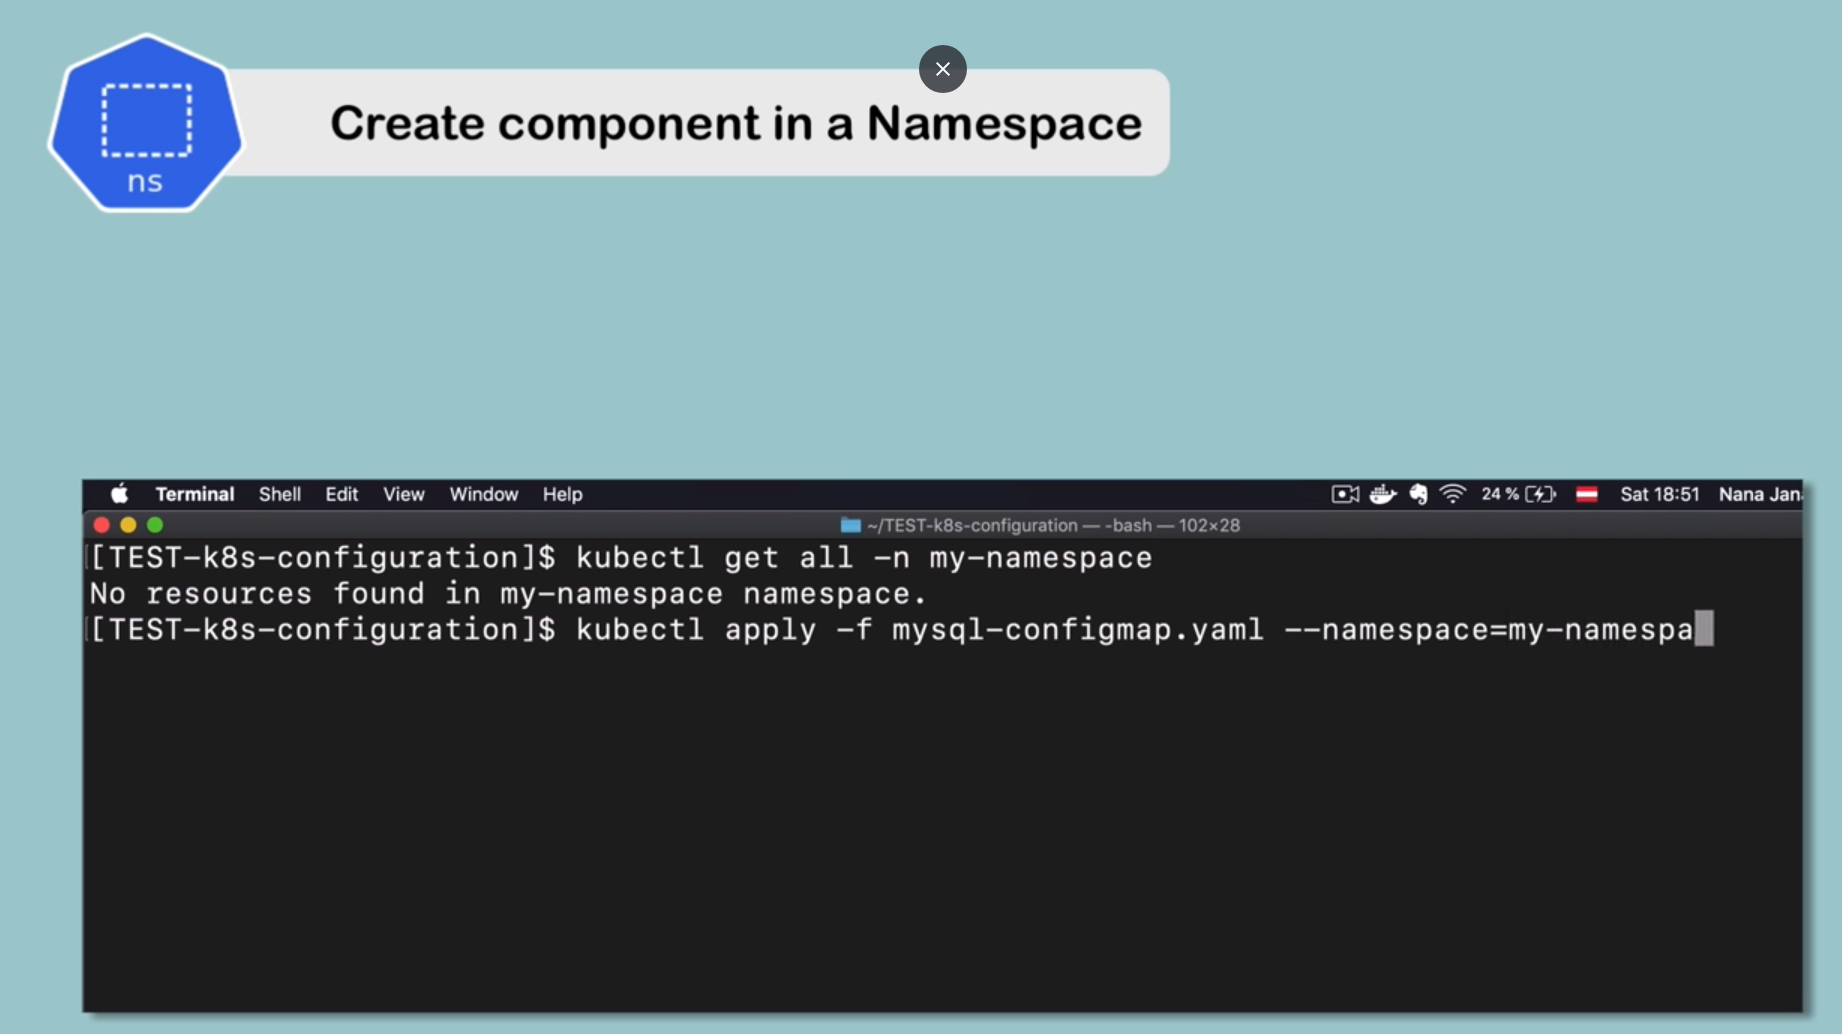 ns
Create component in a Namespace
Terminal Shell Edit View Window Help 24 % Sat 18:51 Nana Jan
~/TEST-k8s-configuration — -bash — 102×28
[TEST-k8s-configuration]$ kubectl get all -n my-namespace
No resources found in my-namespace namespace.
[TEST-k8s-configuration]$ kubectl apply -f mysql-configmap.yaml --namespace=my-namespa